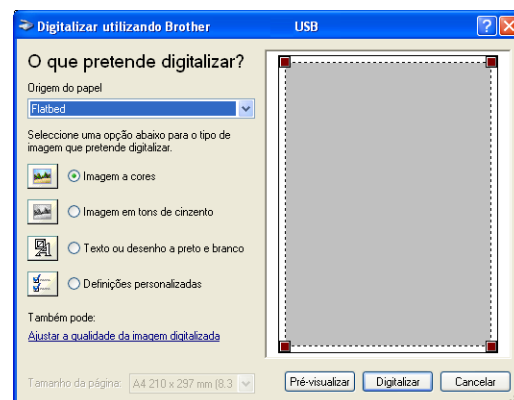 Digitalizar utilizando Brother USB
O que pretende digitalizar?
Origem do papel
Flatbed
Seleccione uma opção abaixo para o tipo de
imagem que pretende digitalizar.
Imagem a cores
Imagem em tons de cinzento
Texto ou desenho a preto e branco
Definições personalizadas
Também pode:
Ajustar a qualidade da imagem digitalizada
Tamanho da página: A4 210 x 297 mm (8.3
Pré-visualizar Digitalizar Cancelar